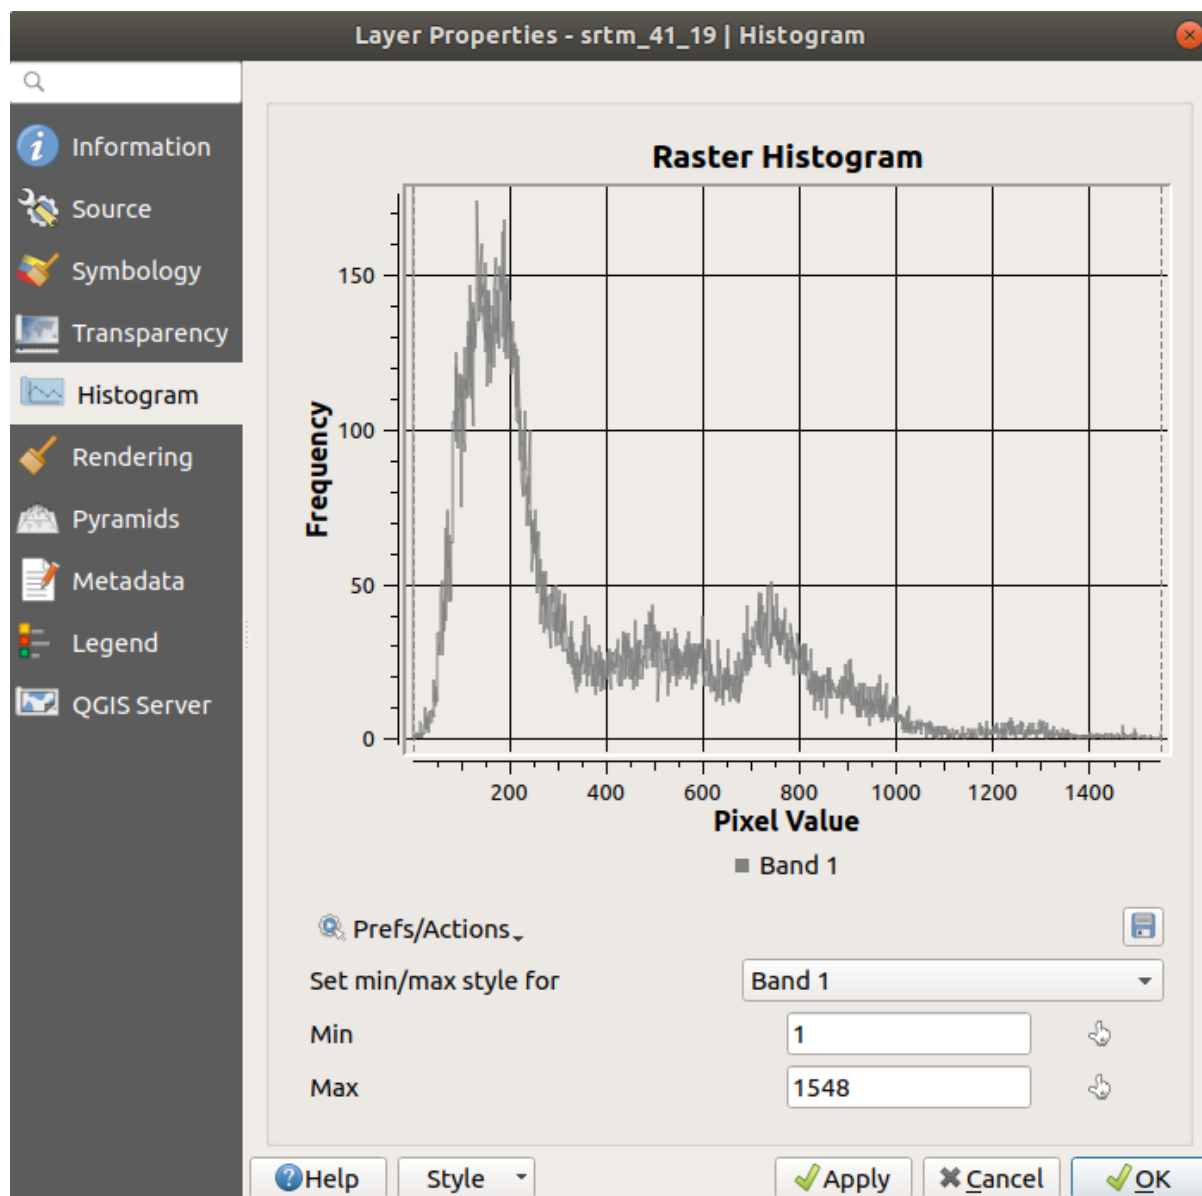 Layer Properties - srtm_41_19 | Histogram
Information
Source
Symbology
Transparency
Histogram
Rendering
Pyramids
Metadata
Legend
QGIS Server
Raster Histogram
Frequency
150
100
50
0
200 400 600 800 1000 1200 1400
Pixel Value
Band 1
Prefs/Actions
Set min/max style for Band 1
Min 1
Max 1548
Help Style Apply Cancel OK